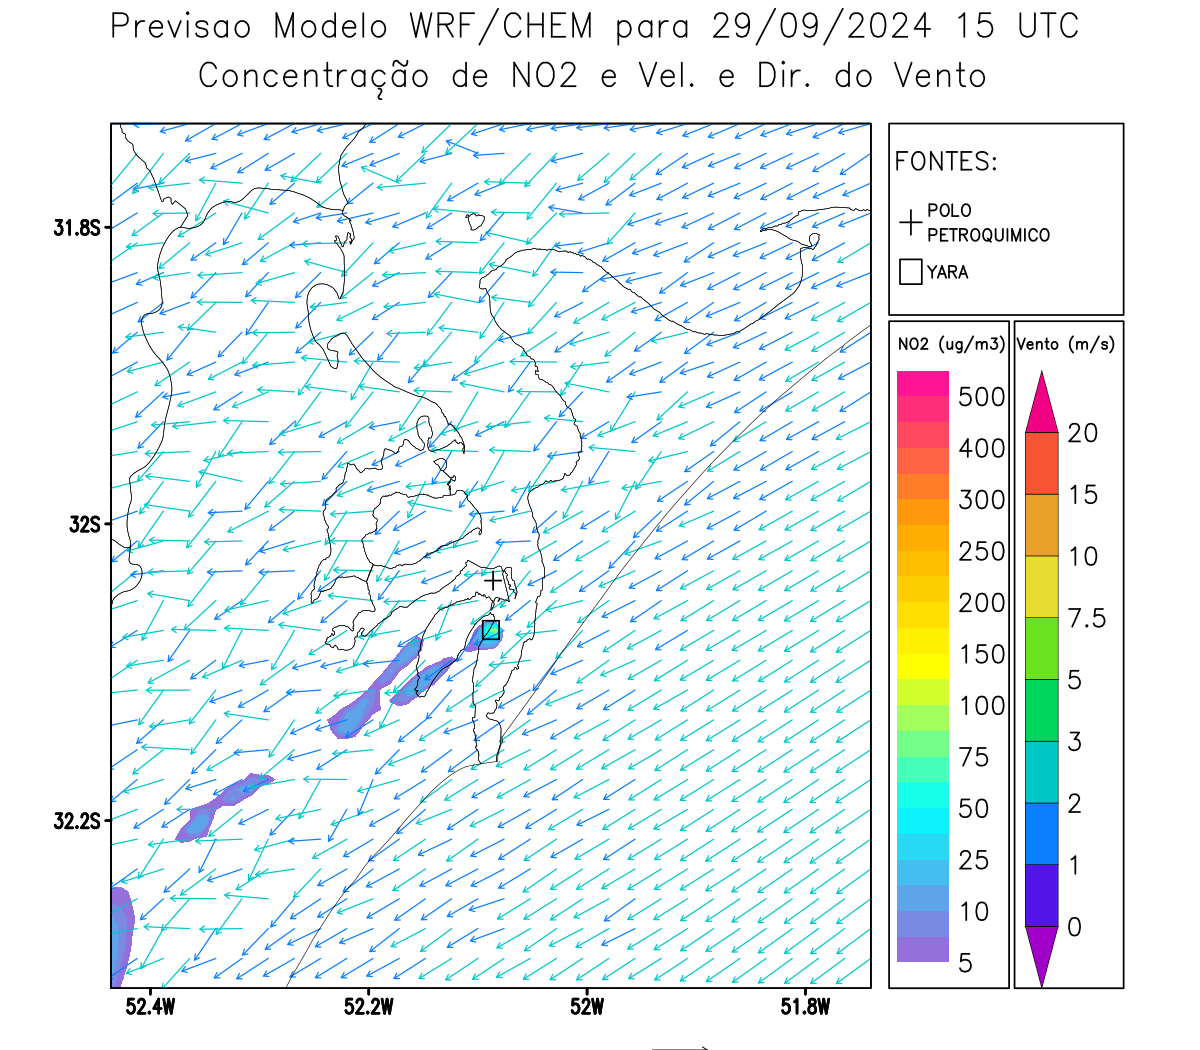 Previsao Modelo WRF/CHEM para 29/09/2024 15 UTC
Concentração de NO2 e Vel. e Dir. do Vento
FONTES:
POLO
PETROQUIMICO
YARA
31.8S
32S
32.2S
52.4W
52.2W
52W
51.8W
NO2 (ug/m3)
500
400
300
250
200
150
100
75
50
25
10
5
Vento (m/s)
20
15
10
7.5
5
3
2
1
0